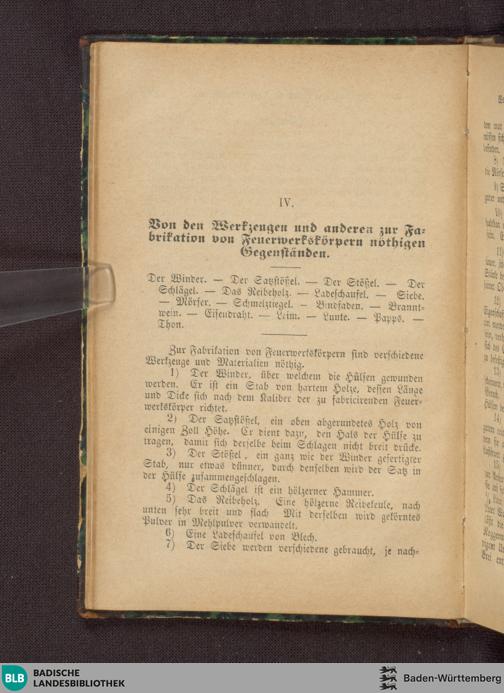 IV.
Von den Werkzeugen und anderen zur Fa-
brikation von Feuerwerkskörpern nöthigen
Gegenständen.
Der Winder. — Der Satzstößel. — Der Stößel. — Der
Schlägel. — Das Reibeholz. — Ladeschaufel. — Siebe.
— Mörser. — Schmelztiegel. — Bindfaden. — Brannt-
wein. — Eisendraht. — Leim. — Lunte. — Papps. —
Thon.
Zur Fabrikation von Feuerwerkskörpern sind verschiedene
Werkzeuge und Materialien nöthig.
1) Der Winder, über welchem die Hülsen gewunden
werden. Er ist ein Stab von hartem Holze, dessen Länge
und Dicke sich nach dem Kaliber der zu fabricirenden Feuer-
werkskörper richtet.
2) Der Satzstößel, ein oben abgerundetes Holz von
einigen Zoll Höhe. Er dient dazu, den Hals der Hülse zu
tragen, damit sich derselbe beim Schlagen nicht breit drücke.
3) Der Stößel, ein ganz wie der Winder gefertigter
Stab, nur etwas dünner, durch denselben wird der Satz in
der Hülse zusammengeschlagen.
4) Der Schlägel ist ein hölzerner Hammer.
5) Das Reibeholz. Eine hölzerne Reibekeule, nach
unten sehr breit und flach Mit derselben wird gekörntes
Pulver in Mehlpulver verwandelt.
6) Eine Ladeschaufel von Blech.
7) Der Siebe werden verschiedene gebraucht, je nach-
BLB
BADISCHE
LANDESBIBLIOTHEK
Baden-Württemberg